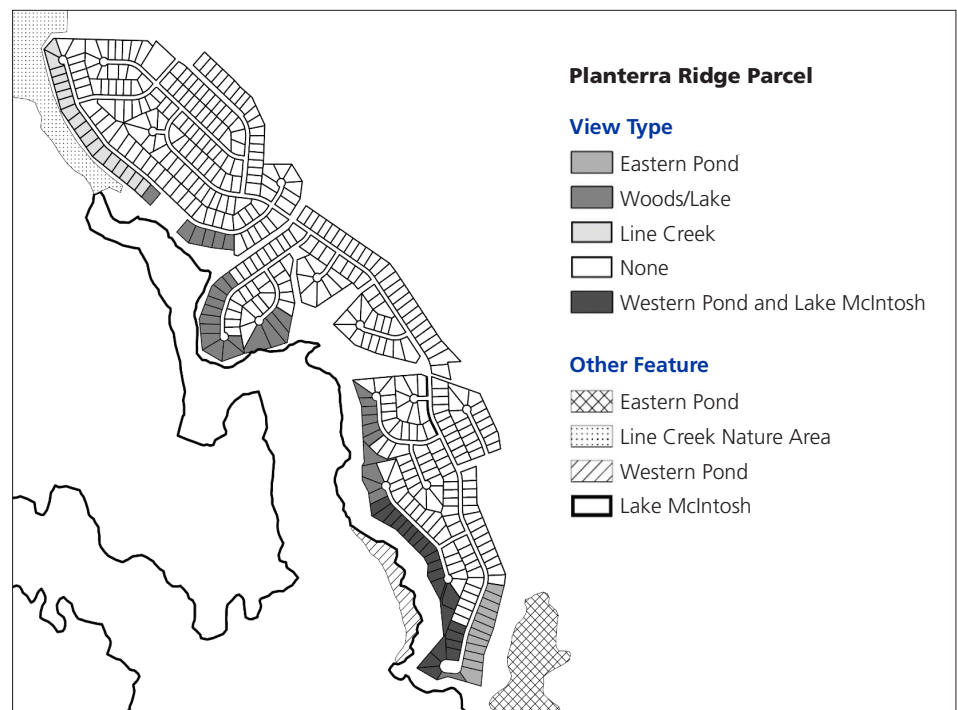 Planterra Ridge Parcel
View Type
Eastern Pond
Woods/Lake
Line Creek
None
Western Pond and Lake McIntosh
Other Feature
Eastern Pond
Line Creek Nature Area
Western Pond
Lake McIntosh